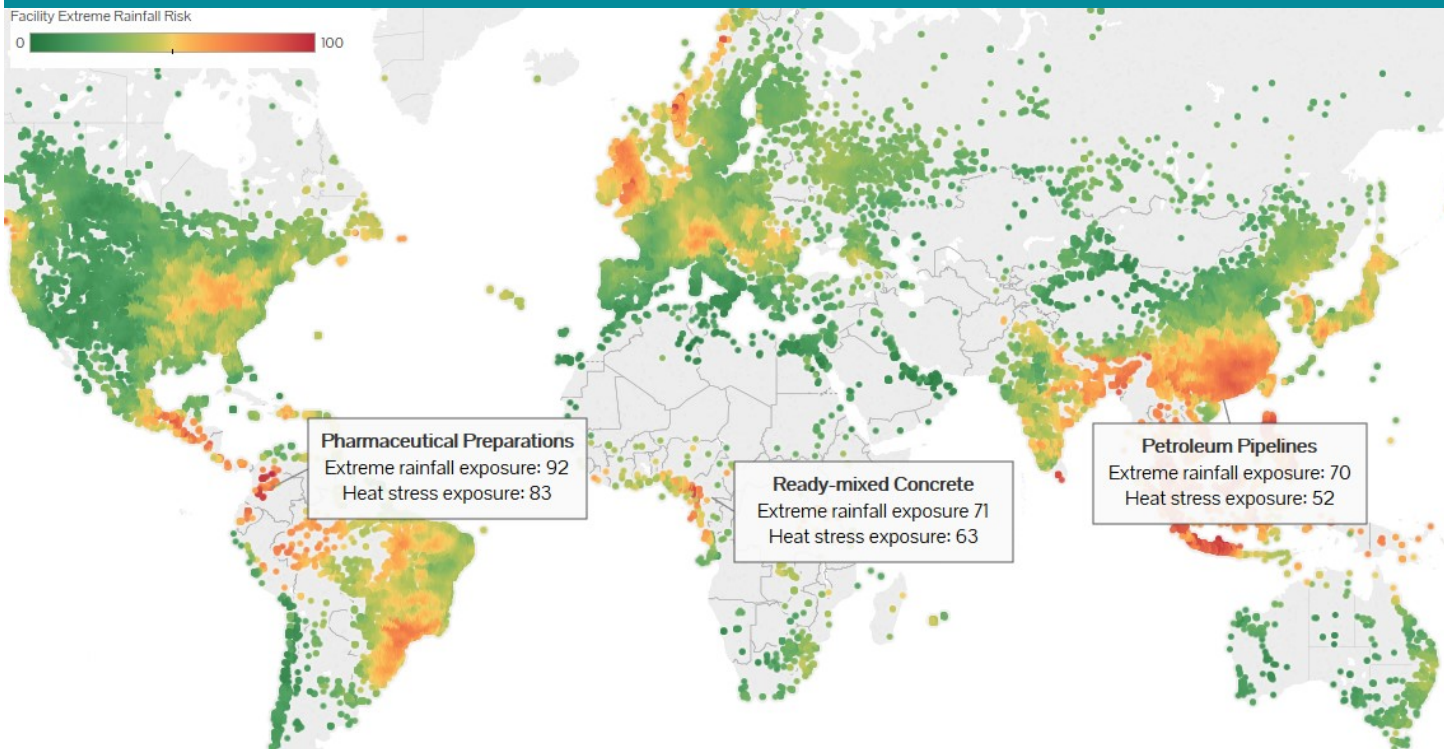 Facility Extreme Rainfall Risk
0 100
Pharmaceutical Preparations
Extreme rainfall exposure: 92
Heat stress exposure: 83
Ready-mixed Concrete
Extreme rainfall exposure 71
Heat stress exposure: 63
Petroleum Pipelines
Extreme rainfall exposure: 70
Heat stress exposure: 52